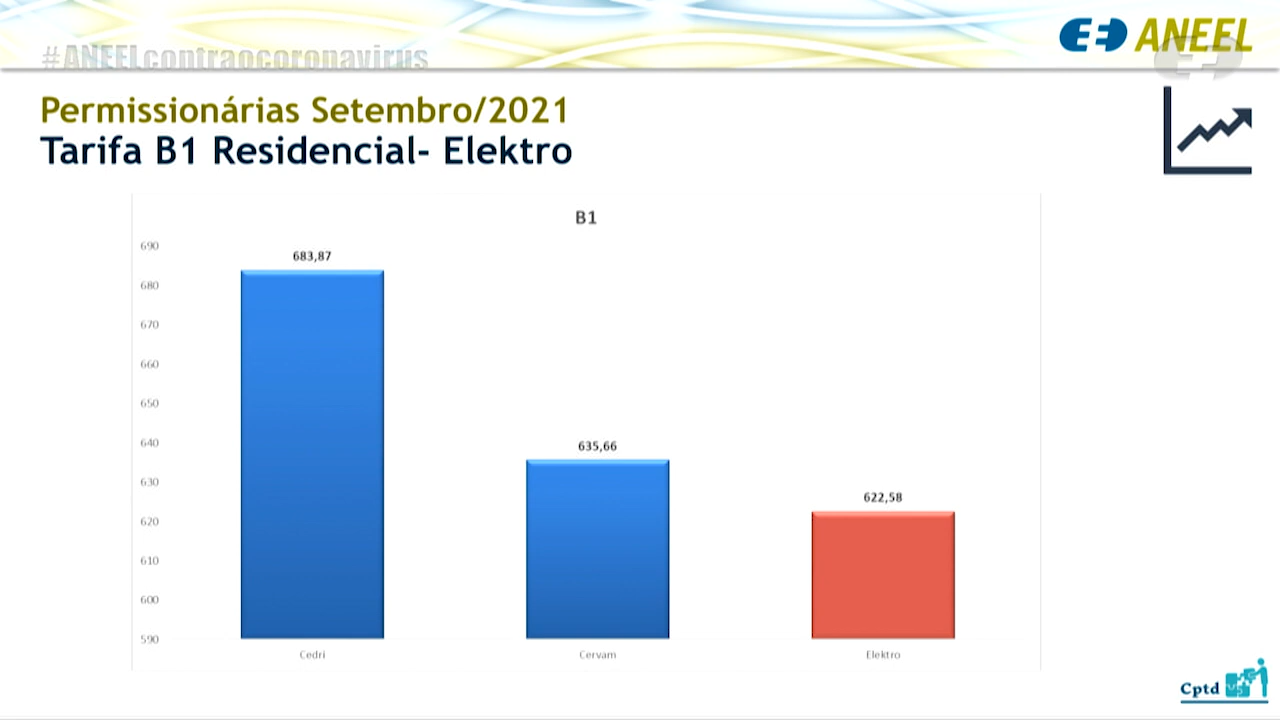 #ANEELcontraocoronavirus
ANEEL
Permissionárias Setembro/2021
Tarifa B1 Residencial- Elektro
B1
690
680
670
660
650
640
630
620
610
600
590
683,87
635,66
622,58
Cedri
Cervam
Elektro
Cptd